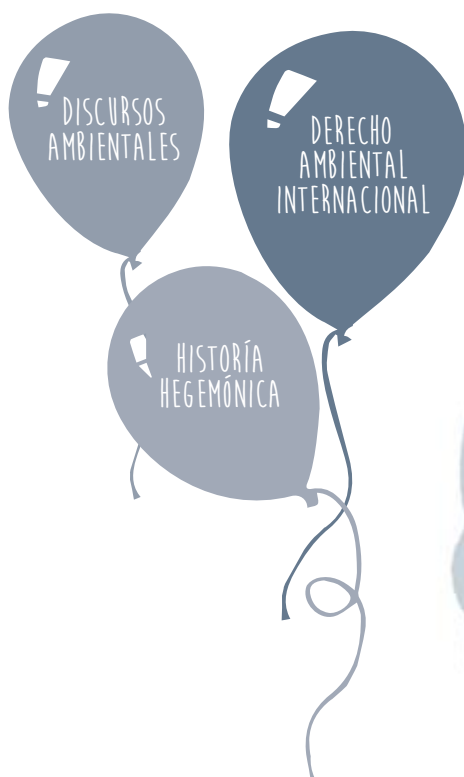 DISCURSOS
AMBIENTALES
DERECHO
AMBIENTAL
INTERNACIONAL
HISTORÍA
HEGEMÓNICA